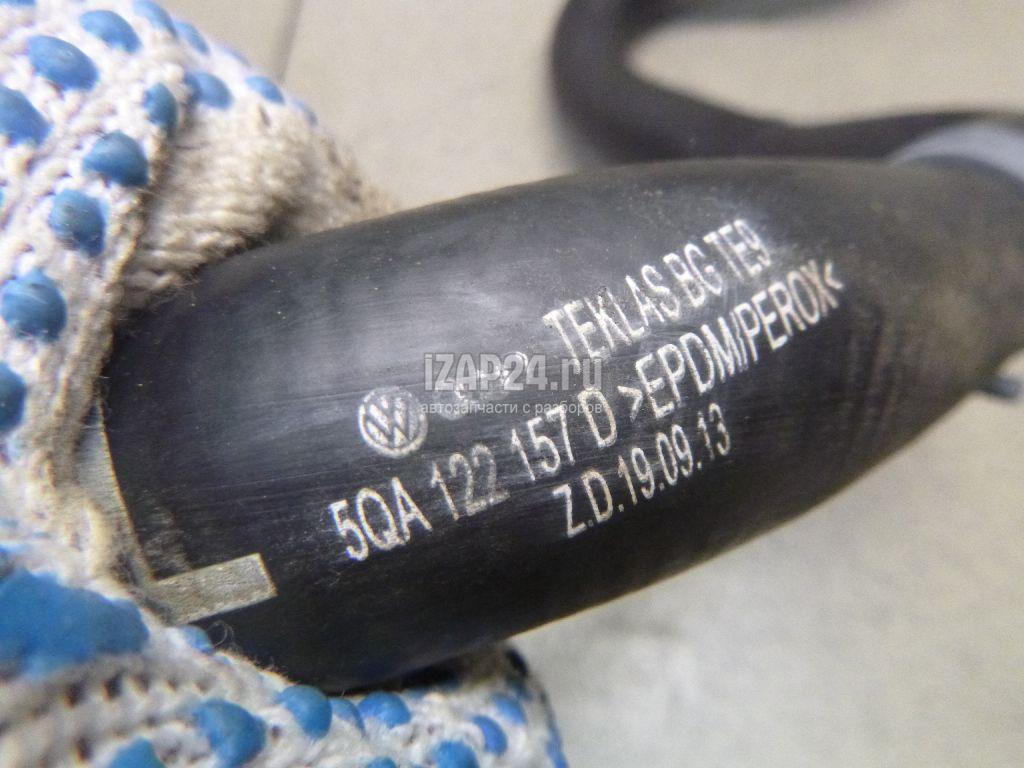 TEKLAS BG TE9
5QA 122 157 D >EPDM/PEROX<
Z.D.19.09.13
IZAP24.ru
автозапчасти с разборов